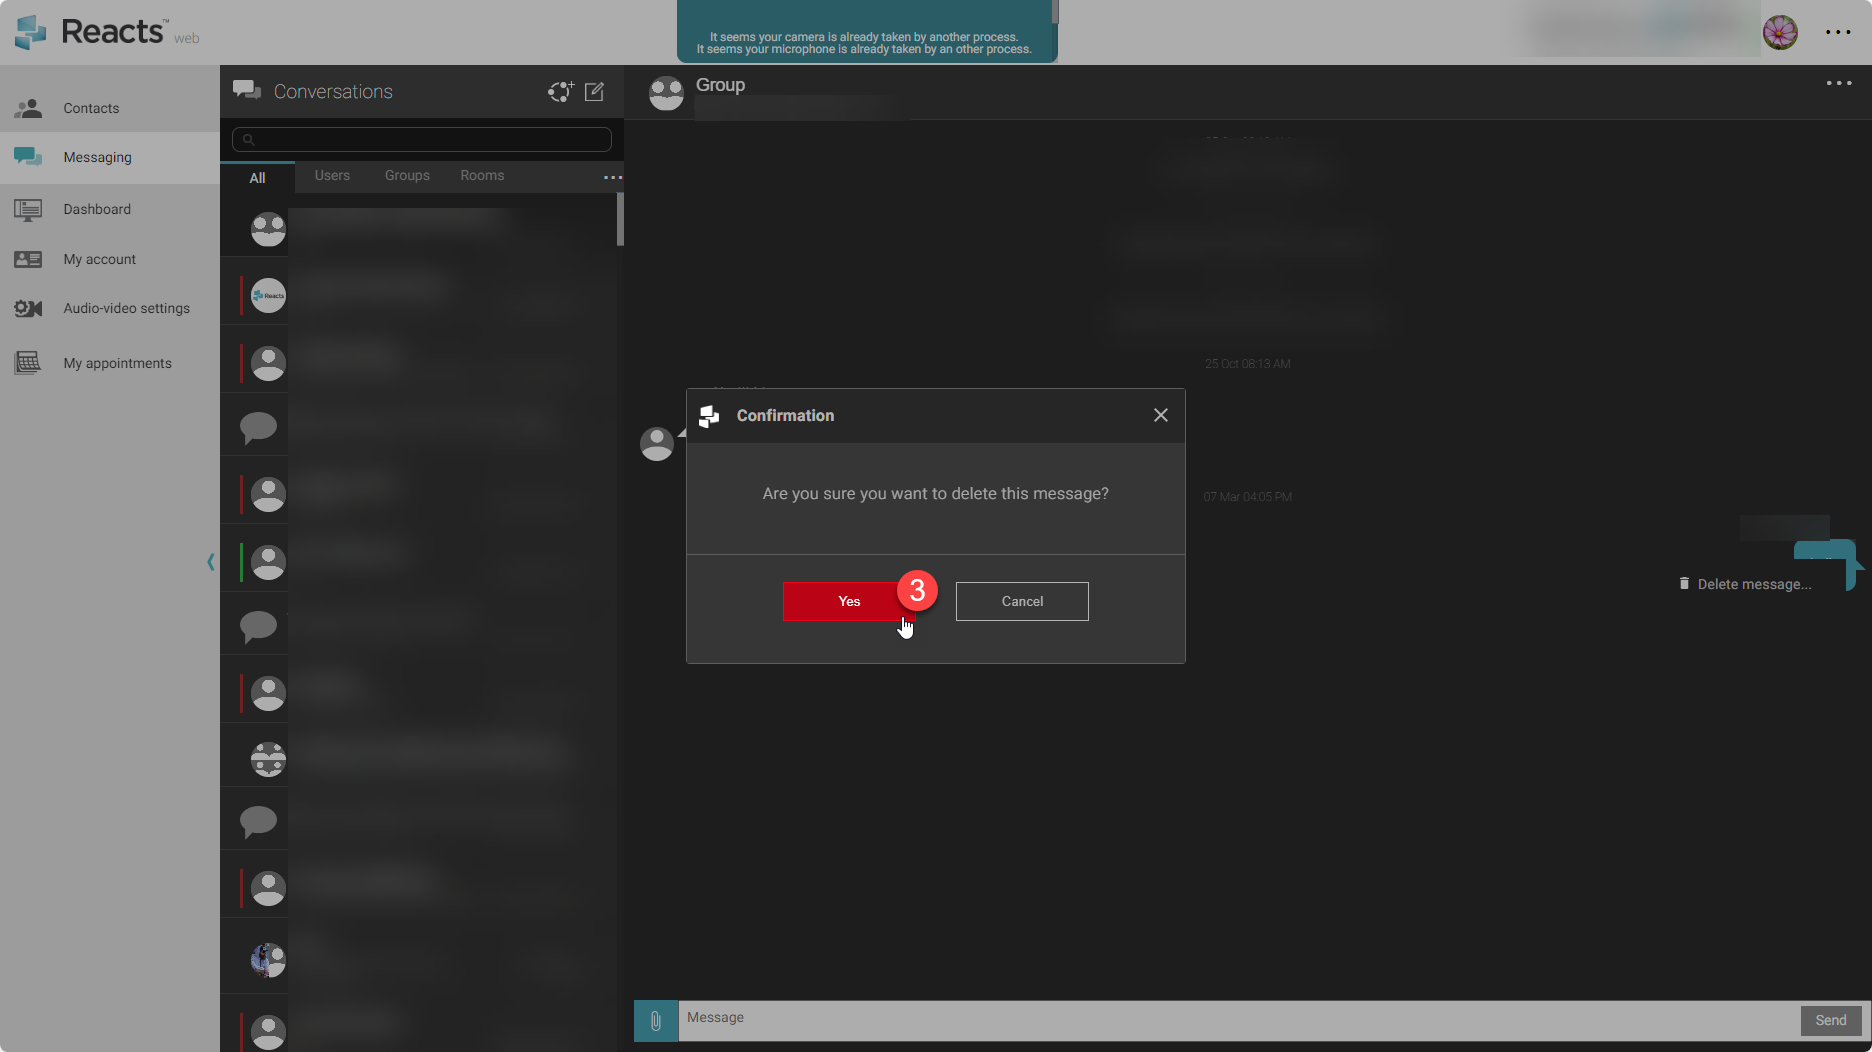 Reacts™ web
It seems your camera is already taken by another process.
It seems your microphone is already taken by an other process.
Contacts
Messaging
Dashboard
My account
Audio-video settings
My appointments
Conversations
All
Users
Groups
Rooms
Reacts
Group
25 Oct 08:13 AM
07 Mar 04:05 PM
Delete message...
Confirmation
Are you sure you want to delete this message?
Yes
3
Cancel
Message
Send